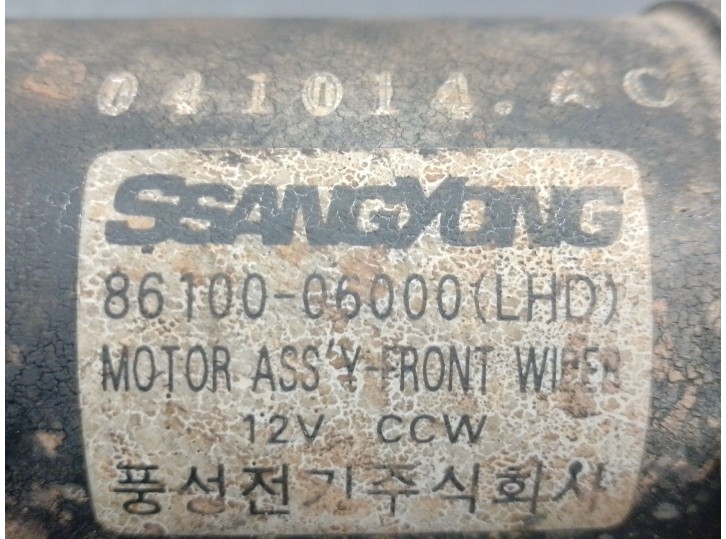 041014.AC
SSANGYONG
86100-06000(LHD)
MOTOR ASS'Y-FRONT WIPER
12V CCW
풍성전기주식회사